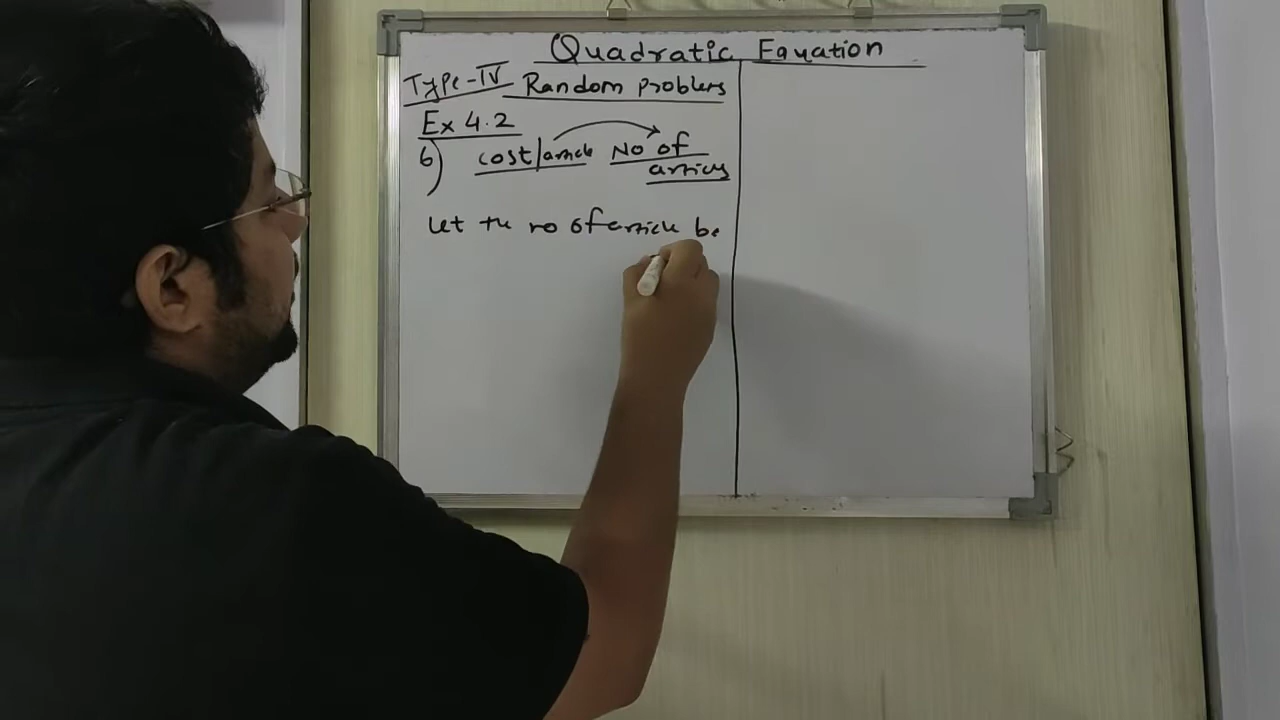 Quadratic Equation
Type-IV Random problems
Ex 4.2
6) cost/article No of
articles
Let the no of article be